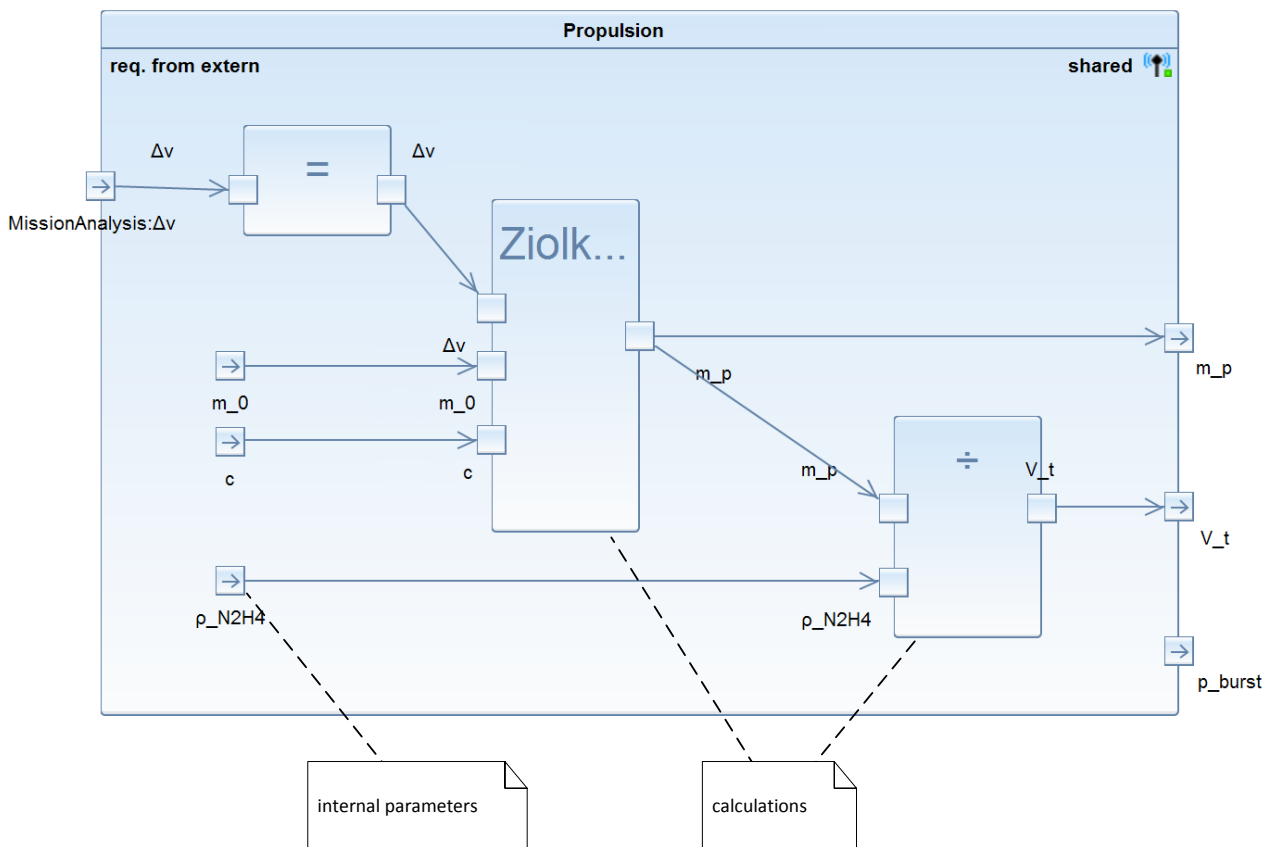 Propulsion
req. from extern
shared
Δv
Δv
=
MissionAnalysis:Δv
Ziolk...
Δv
m_0
m_0
c
c
m_p
m_p
m_p
÷
V_t
V_t
ρ_N2H4
ρ_N2H4
p_burst
internal parameters
calculations